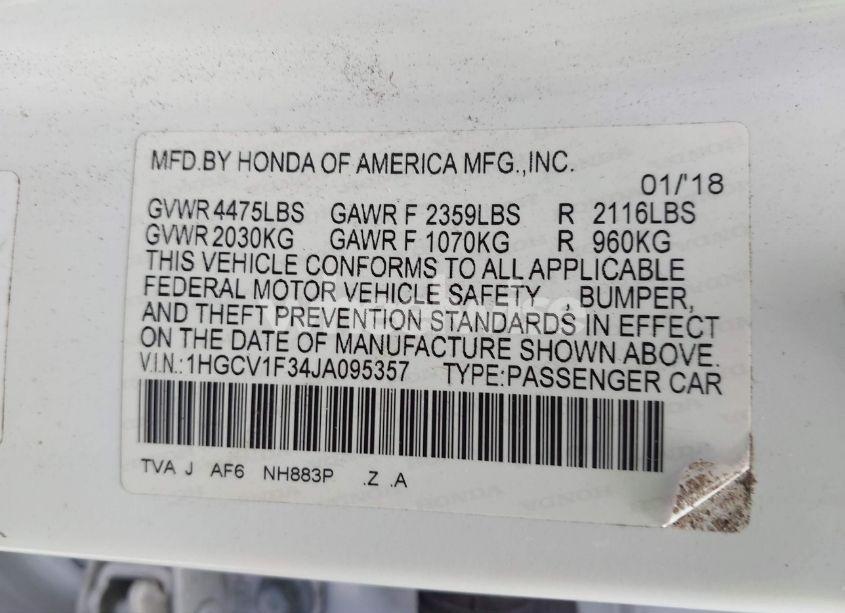 MFD.BY HONDA OF AMERICA MFG.,INC.
01/'18
GVWR 4475LBS GAWR F 2359LBS R 2116LBS
GVWR 2030KG GAWR F 1070KG R 960KG
THIS VEHICLE CONFORMS TO ALL APPLICABLE
FEDERAL MOTOR VEHICLE SAFETY , BUMPER,
AND THEFT PREVENTION STANDARDS IN EFFECT
ON THE DATE OF MANUFACTURE SHOWN ABOVE.
V.I.N.:1HGCV1F34JA095357 TYPE:PASSENGER CAR
TVA J AF6 NH883P .Z .A